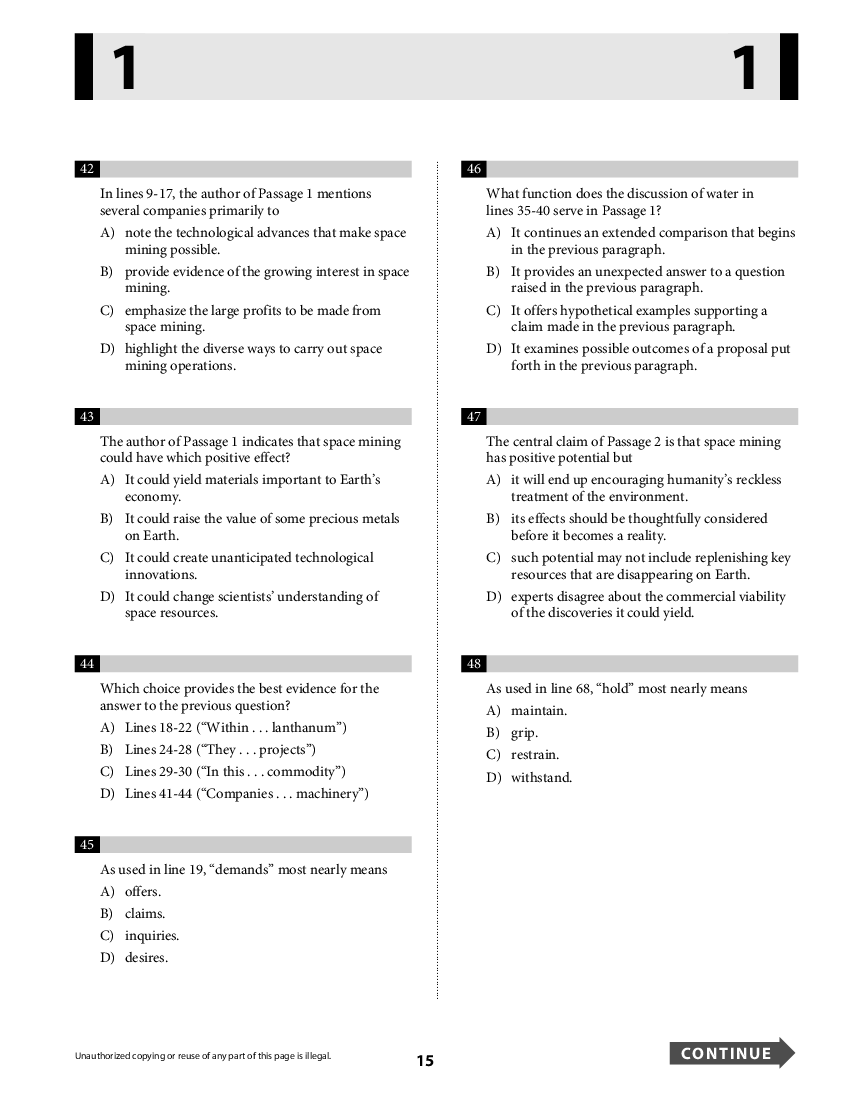 1
1
42
In lines 9-17, the author of Passage 1 mentions
several companies primarily to
A) note the technological advances that make space
mining possible.
B) provide evidence of the growing interest in space
mining.
C) emphasize the large profits to be made from
space mining.
D) highlight the diverse ways to carry out space
mining operations.
43
The author of Passage 1 indicates that space mining
could have which positive effect?
A) It could yield materials important to Earth’s
economy.
B) It could raise the value of some precious metals
on Earth.
C) It could create unanticipated technological
innovations.
D) It could change scientists’ understanding of
space resources.
44
Which choice provides the best evidence for the
answer to the previous question?
A) Lines 18-22 (“Within . . . lanthanum”)
B) Lines 24-28 (“They . . . projects”)
C) Lines 29-30 (“In this . . . commodity”)
D) Lines 41-44 (“Companies . . . machinery”)
45
As used in line 19, “demands” most nearly means
A) offers.
B) claims.
C) inquiries.
D) desires.
46
What function does the discussion of water in
lines 35-40 serve in Passage 1?
A) It continues an extended comparison that begins
in the previous paragraph.
B) It provides an unexpected answer to a question
raised in the previous paragraph.
C) It offers hypothetical examples supporting a
claim made in the previous paragraph.
D) It examines possible outcomes of a proposal put
forth in the previous paragraph.
47
The central claim of Passage 2 is that space mining
has positive potential but
A) it will end up encouraging humanity’s reckless
treatment of the environment.
B) its effects should be thoughtfully considered
before it becomes a reality.
C) such potential may not include replenishing key
resources that are disappearing on Earth.
D) experts disagree about the commercial viability
of the discoveries it could yield.
48
As used in line 68, “hold” most nearly means
A) maintain.
B) grip.
C) restrain.
D) withstand.
Unauthorized copying or reuse of any part of this page is illegal.
15
CONTINUE